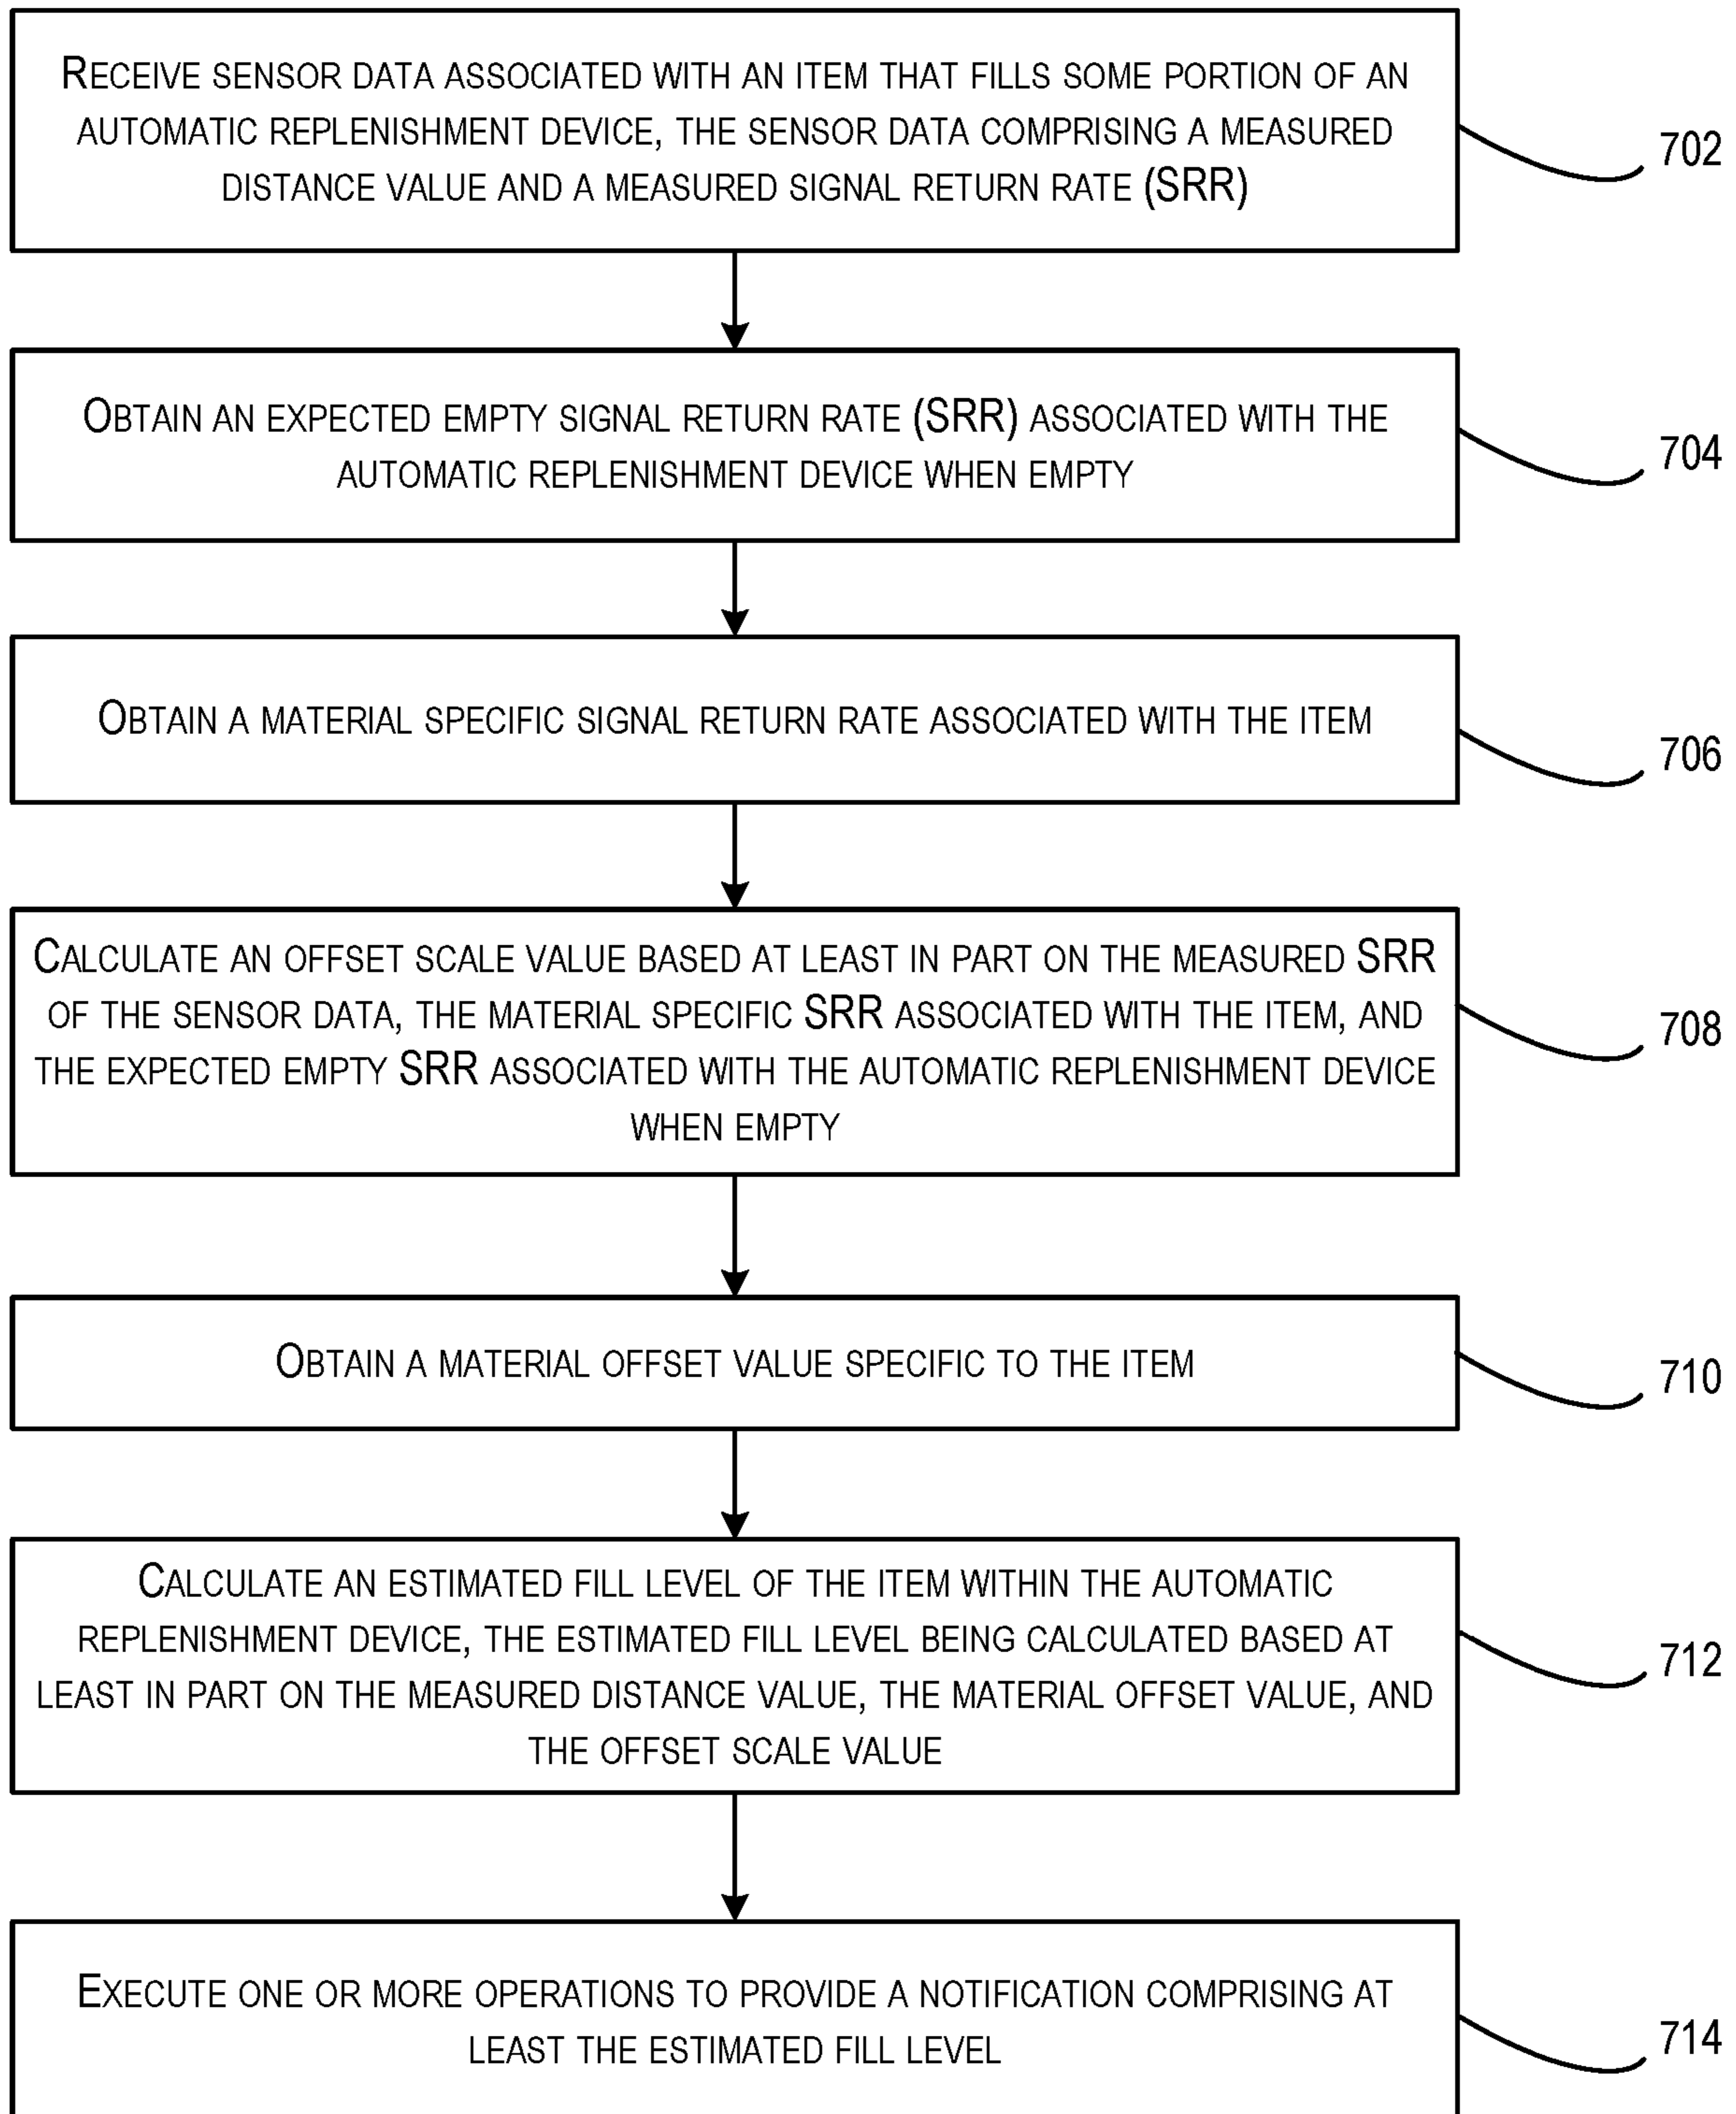 RECEIVE SENSOR DATA ASSOCIATED WITH AN ITEM THAT FILLS SOME PORTION OF AN
AUTOMATIC REPLENISHMENT DEVICE, THE SENSOR DATA COMPRISING A MEASURED
DISTANCE VALUE AND A MEASURED SIGNAL RETURN RATE (SRR)
702
OBTAIN AN EXPECTED EMPTY SIGNAL RETURN RATE (SRR) ASSOCIATED WITH THE
AUTOMATIC REPLENISHMENT DEVICE WHEN EMPTY
704
OBTAIN A MATERIAL SPECIFIC SIGNAL RETURN RATE ASSOCIATED WITH THE ITEM
706
CALCULATE AN OFFSET SCALE VALUE BASED AT LEAST IN PART ON THE MEASURED SRR
OF THE SENSOR DATA, THE MATERIAL SPECIFIC SRR ASSOCIATED WITH THE ITEM, AND
THE EXPECTED EMPTY SRR ASSOCIATED WITH THE AUTOMATIC REPLENISHMENT DEVICE
WHEN EMPTY
708
OBTAIN A MATERIAL OFFSET VALUE SPECIFIC TO THE ITEM
710
CALCULATE AN ESTIMATED FILL LEVEL OF THE ITEM WITHIN THE AUTOMATIC
REPLENISHMENT DEVICE, THE ESTIMATED FILL LEVEL BEING CALCULATED BASED AT
LEAST IN PART ON THE MEASURED DISTANCE VALUE, THE MATERIAL OFFSET VALUE, AND
THE OFFSET SCALE VALUE
712
EXECUTE ONE OR MORE OPERATIONS TO PROVIDE A NOTIFICATION COMPRISING AT
LEAST THE ESTIMATED FILL LEVEL
714